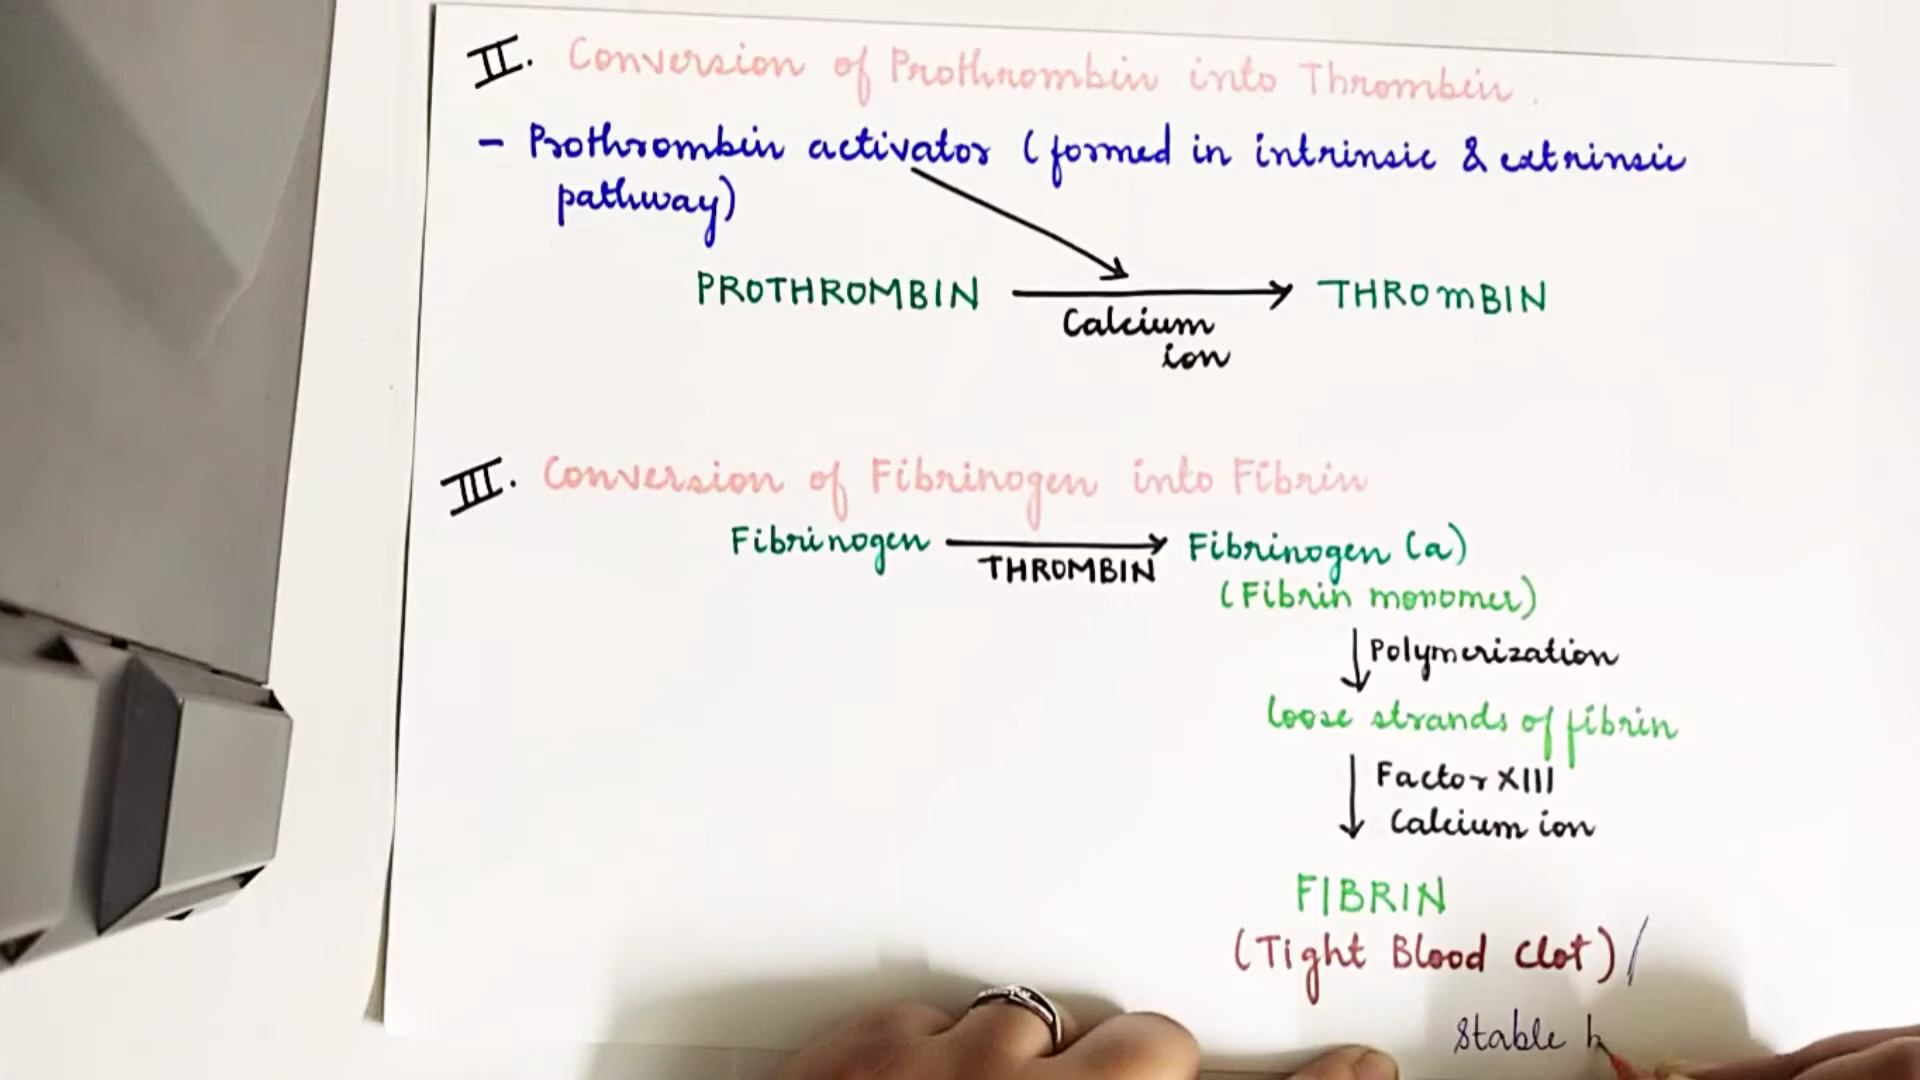 II. Conversion of Prothrombin into Thrombin.
- Prothrombin activator (formed in intrinsic & extrinsic
pathway)
PROTHROMBIN THROMBIN
Calcium
ion
III. Conversion of Fibrinogen into Fibrin
Fibrinogen THROMBIN Fibrinogen (a)
(Fibrin monomer)
Polymerization
loose strands of fibrin
Factor XIII
Calcium ion
FIBRIN
(Tight Blood Clot) /
Stable